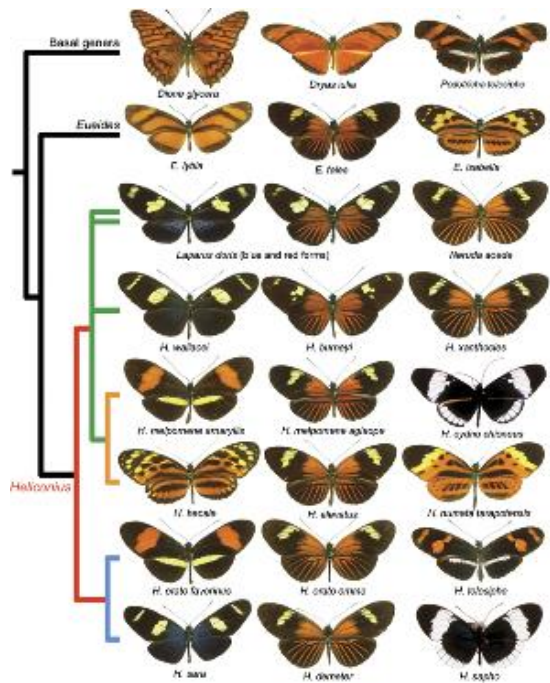 Basal genera
Dione glycera Dryas iulia Podotricha telesiphe
Eueides
E. lybia E. tales E. isabella
Laparus doris (blue and red forms) Neruda aoede
H. wallacei H. burneyi H. xanthocles
H. melpomene amaryllis H. melpomene aglaope H. cydno chioneus
Heliconius
H. hecale H. elevatus H. numata tarapotensis
H. erato favorinus H. erato emma H. telesiphe
H. sara H. demeter H. sapho